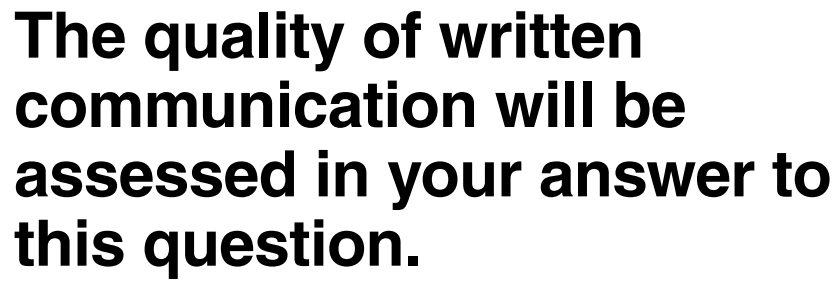 The quality of written
communication will be
assessed in your answer to
this question.